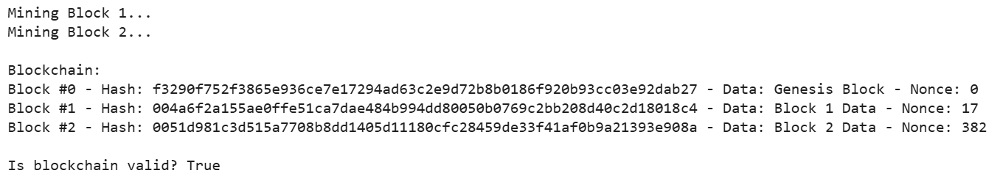 Mining Block 1...
Mining Block 2...
Blockchain:
Block #0 - Hash: f3290f752f3865e936ce7e17294ad63c2e9d72b8b0186f920b93cc03e92dab27 - Data: Genesis Block - Nonce: 0
Block #1 - Hash: 004a6f2a155ae0ffe51ca7dae484b994dd80050b0769c2bb208d40c2d18018c4 - Data: Block 1 Data - Nonce: 17
Block #2 - Hash: 0051d981c3d515a7708b8dd1405d11180cfc28459de33f41af0b9a21393e908a - Data: Block 2 Data - Nonce: 382
Is blockchain valid? True